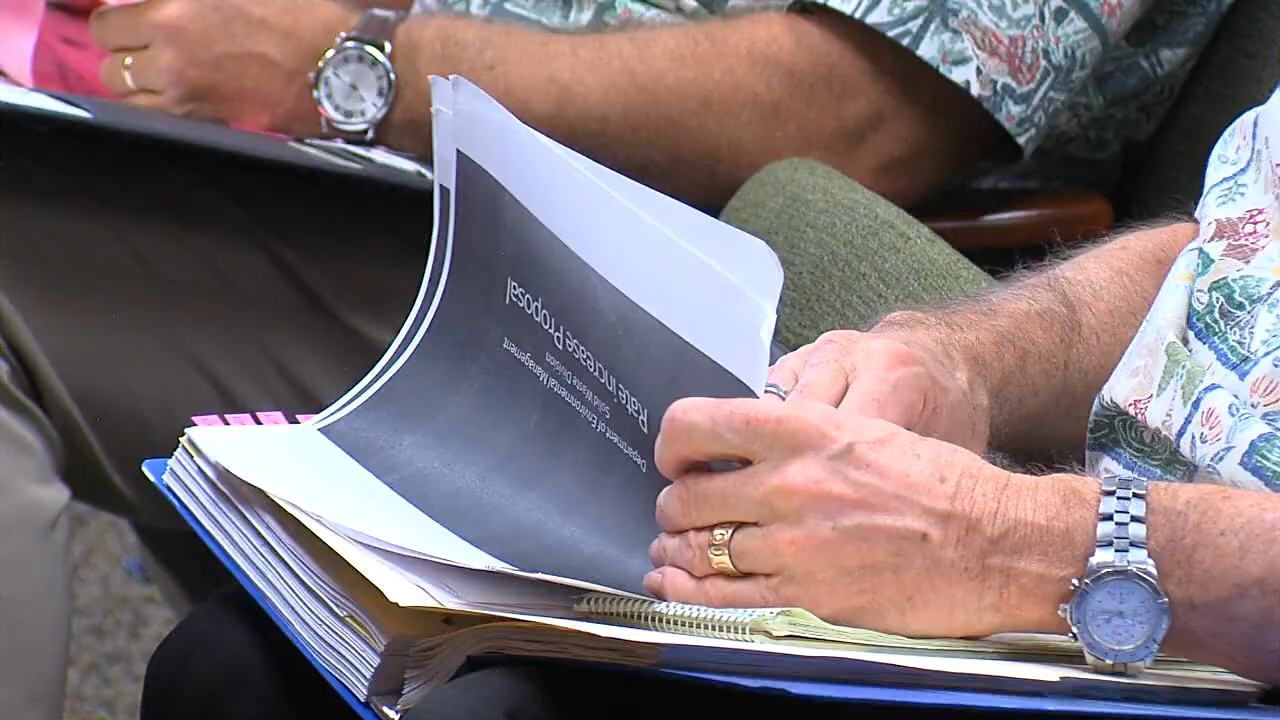 Rate Increase Proposal
Solid Waste Division
Department of Environmental Management